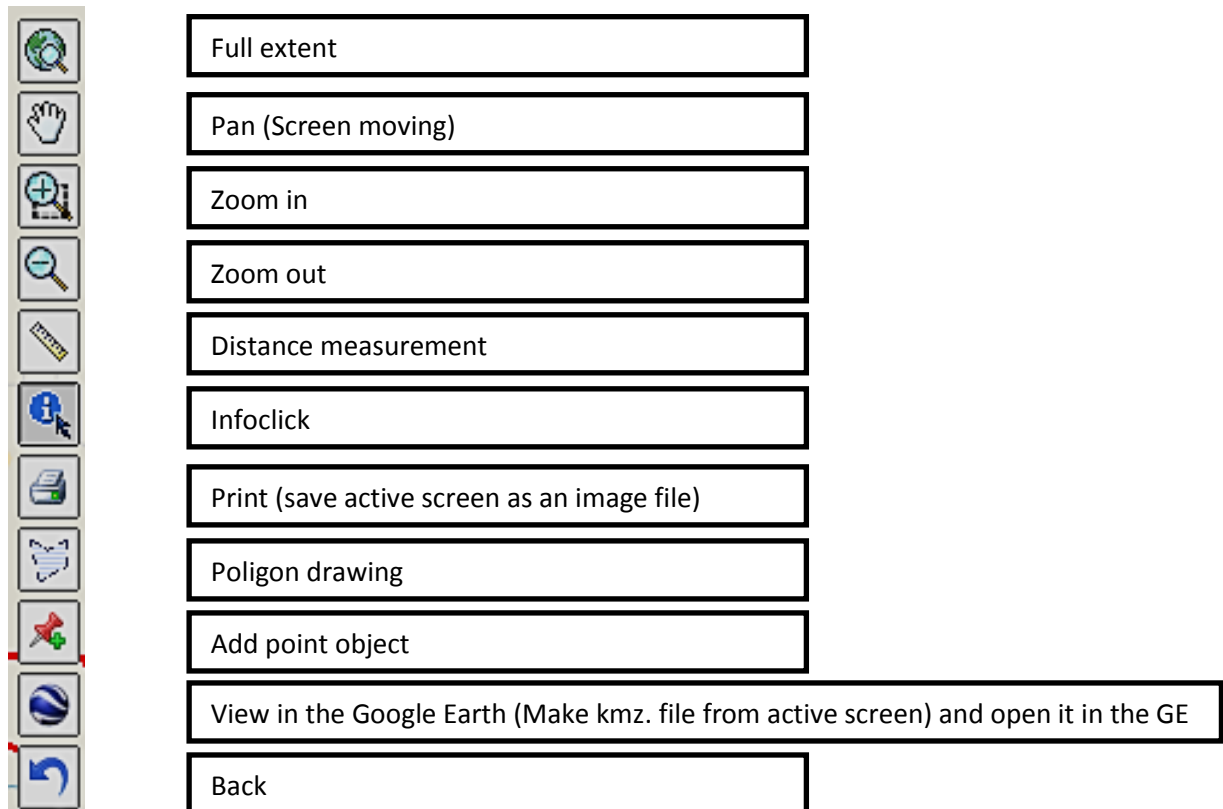 Full extent
Pan (Screen moving)
Zoom in
Zoom out
Distance measurement
Infoclick
Print (save active screen as an image file)
Poligon drawing
Add point object
View in the Google Earth (Make kmz. file from active screen) and open it in the GE
Back